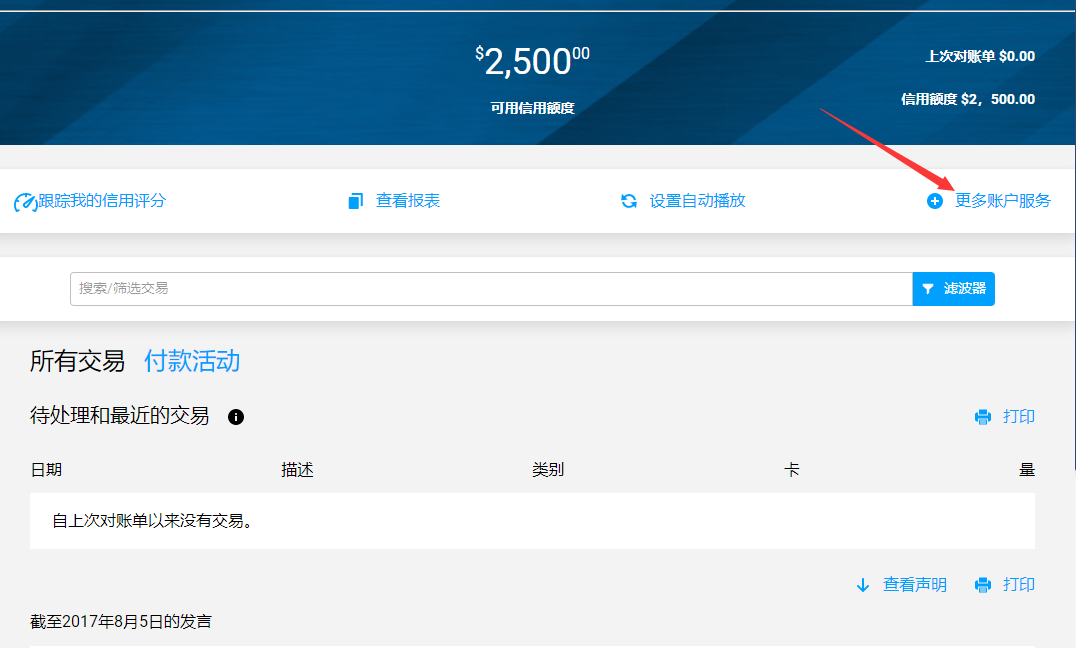 $2,500.00
可用信用额度
上次对账单 $0.00
信用额度 $2，500.00
跟踪我的信用评分
查看报表
设置自动播放
更多账户服务
搜索/筛选交易
滤波器
所有交易 付款活动
待处理和最近的交易
打印
日期 描述 类别 卡 量
自上次对账单以来没有交易。
查看声明 打印
截至2017年8月5日的发言